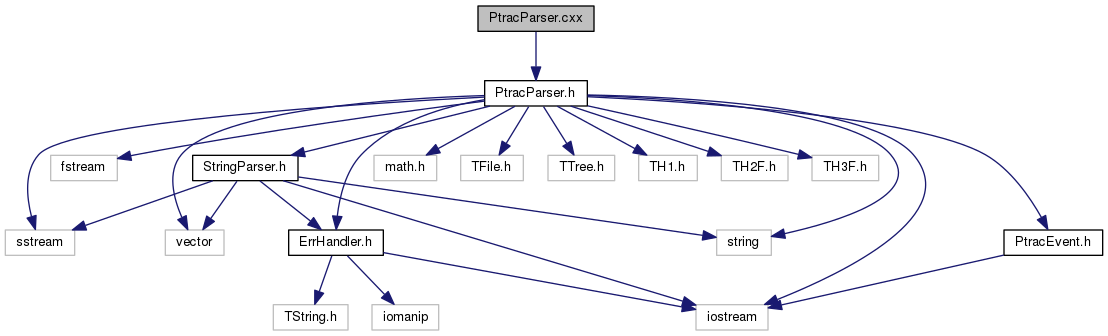 PtracParser.cxx
PtracParser.h
fstream
StringParser.h
math.h
TFile.h
TTree.h
TH1.h
TH2F.h
TH3F.h
sstream
vector
ErrHandler.h
string
PtracEvent.h
TString.h
iomanip
iostream